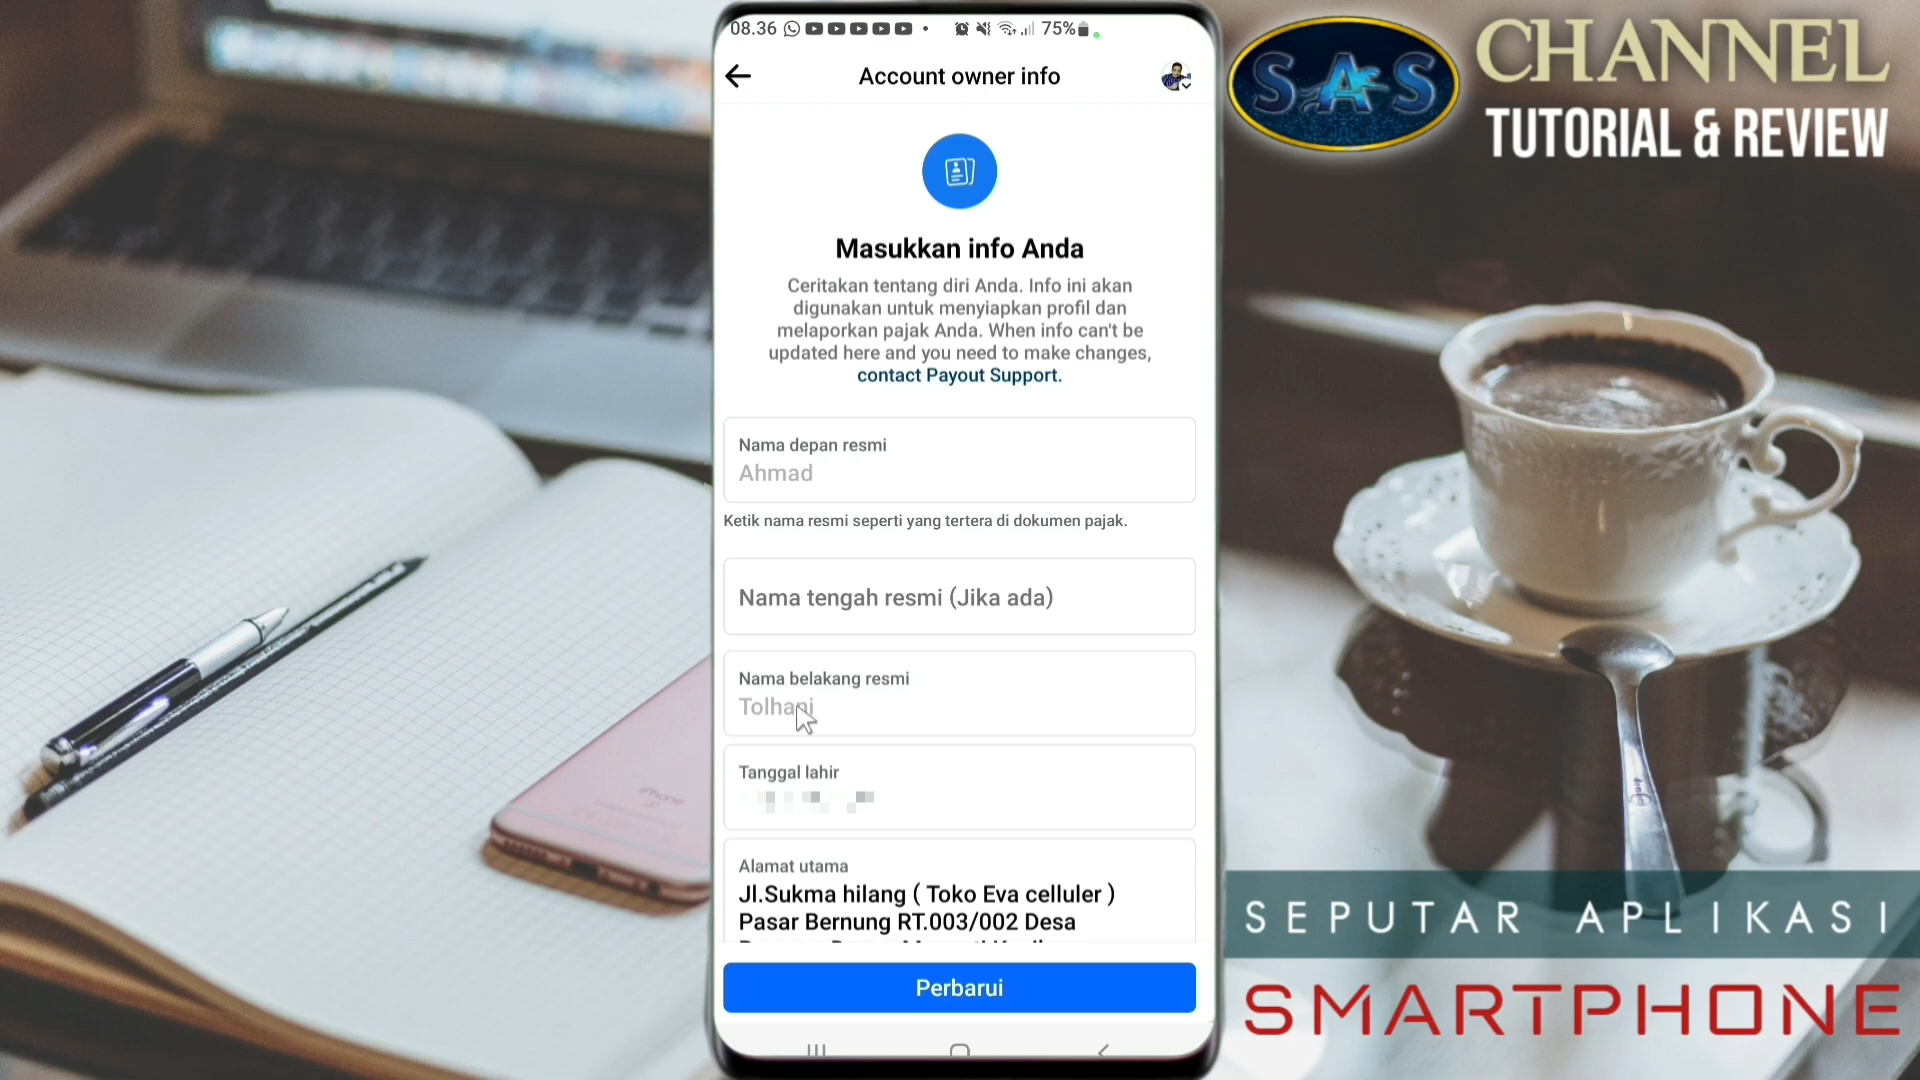 08.36
75%
Account owner info
Masukkan info Anda
Ceritakan tentang diri Anda. Info ini akan
digunakan untuk menyiapkan profil dan
melaporkan pajak Anda. When info can't be
updated here and you need to make changes,
contact Payout Support.
Nama depan resmi
Ahmad
Ketik nama resmi seperti yang tertera di dokumen pajak.
Nama tengah resmi (Jika ada)
Nama belakang resmi
Tolhani
Tanggal lahir
Alamat utama
Jl.Sukma hilang ( Toko Eva celluler )
Pasar Bernung RT.003/002 Desa
Perbarui
SAS
CHANNEL
TUTORIAL & REVIEW
SEPUTAR APLIKASI
SMARTPHONE
iPhone